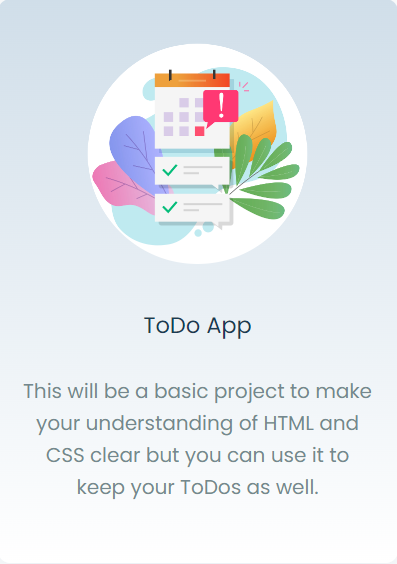 !
ToDo App
This will be a basic project to make
your understanding of HTML and
CSS clear but you can use it to
keep your ToDos as well.